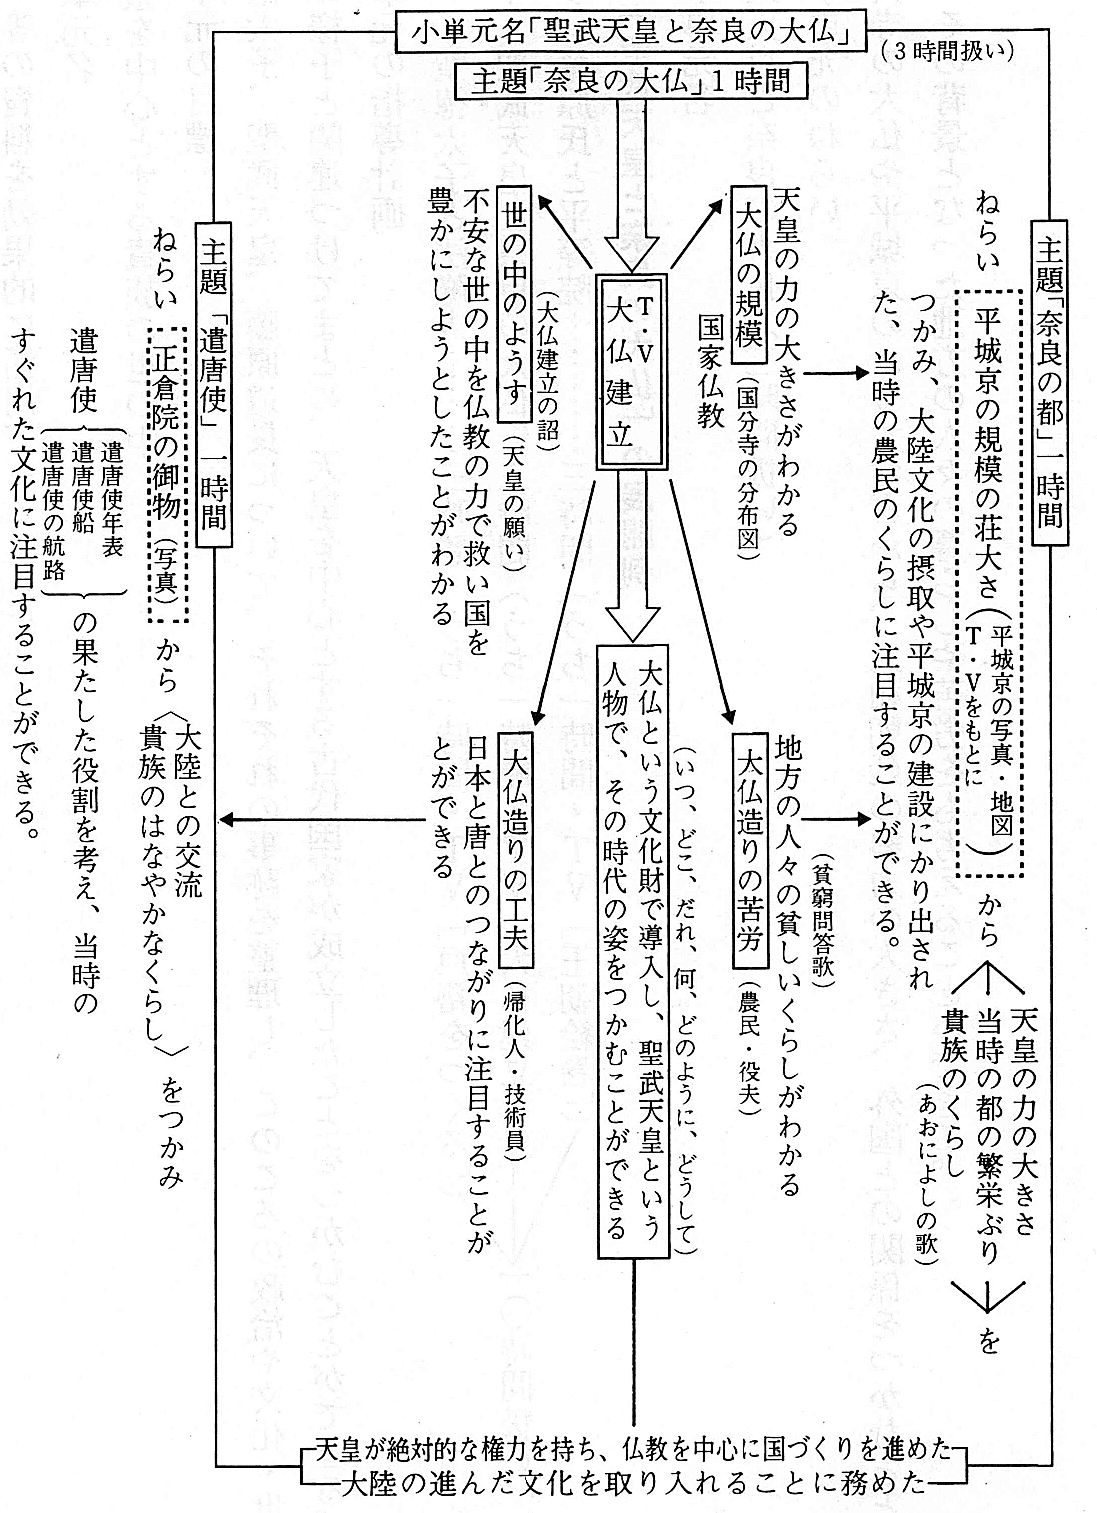 小単元名「聖武天皇と奈良の大仏」
(3時間扱い)
主題「奈良の大仏」1時間
主題「奈良の都」一時間
ねらい
平城京の規模の荘大さ
(平城京の写真・地図
T・Vをもとに)
から
天皇の力の大きさ
当時の都の繁栄ぶり
貴族のくらし
(あおによしの歌)
を
つかみ、大陸文化の摂取や平城京の建設にかり出され
た、当時の農民のくらしに注目することができる。
天皇の力の大きさがわかる
大仏の規模
(国分寺の分布図)
国家仏教
T・V
大仏建立
(大仏建立の詔)
世の中のようす
(天皇の願い)
不安な世の中を仏教の力で救い国を
豊かにしようとしたことがわかる
(貧窮問答歌)
地方の人々の貧しいくらしがわかる
大仏造りの苦労
(農民・役夫)
(いつ、どこ、だれ、何、どのように、どうして)
大仏という文化財で導入し、聖武天皇という
人物で、その時代の姿をつかむことができる
大仏造りの工夫
(帰化人・技術員)
日本と唐とのつながりに注目することが
とができる
主題「遣唐使」一時間
ねらい
正倉院の御物(写真)
から
〈大陸との交流
貴族のはなやかなくらし〉
をつかみ
遣唐使
{遣唐使年表
遣唐使船
遣唐使の航路}
の果たした役割を考え、当時の
すぐれた文化に注目することができる。
天皇が絶対的な権力を持ち、仏教を中心に国づくりを進めた
大陸の進んだ文化を取り入れることに務めた